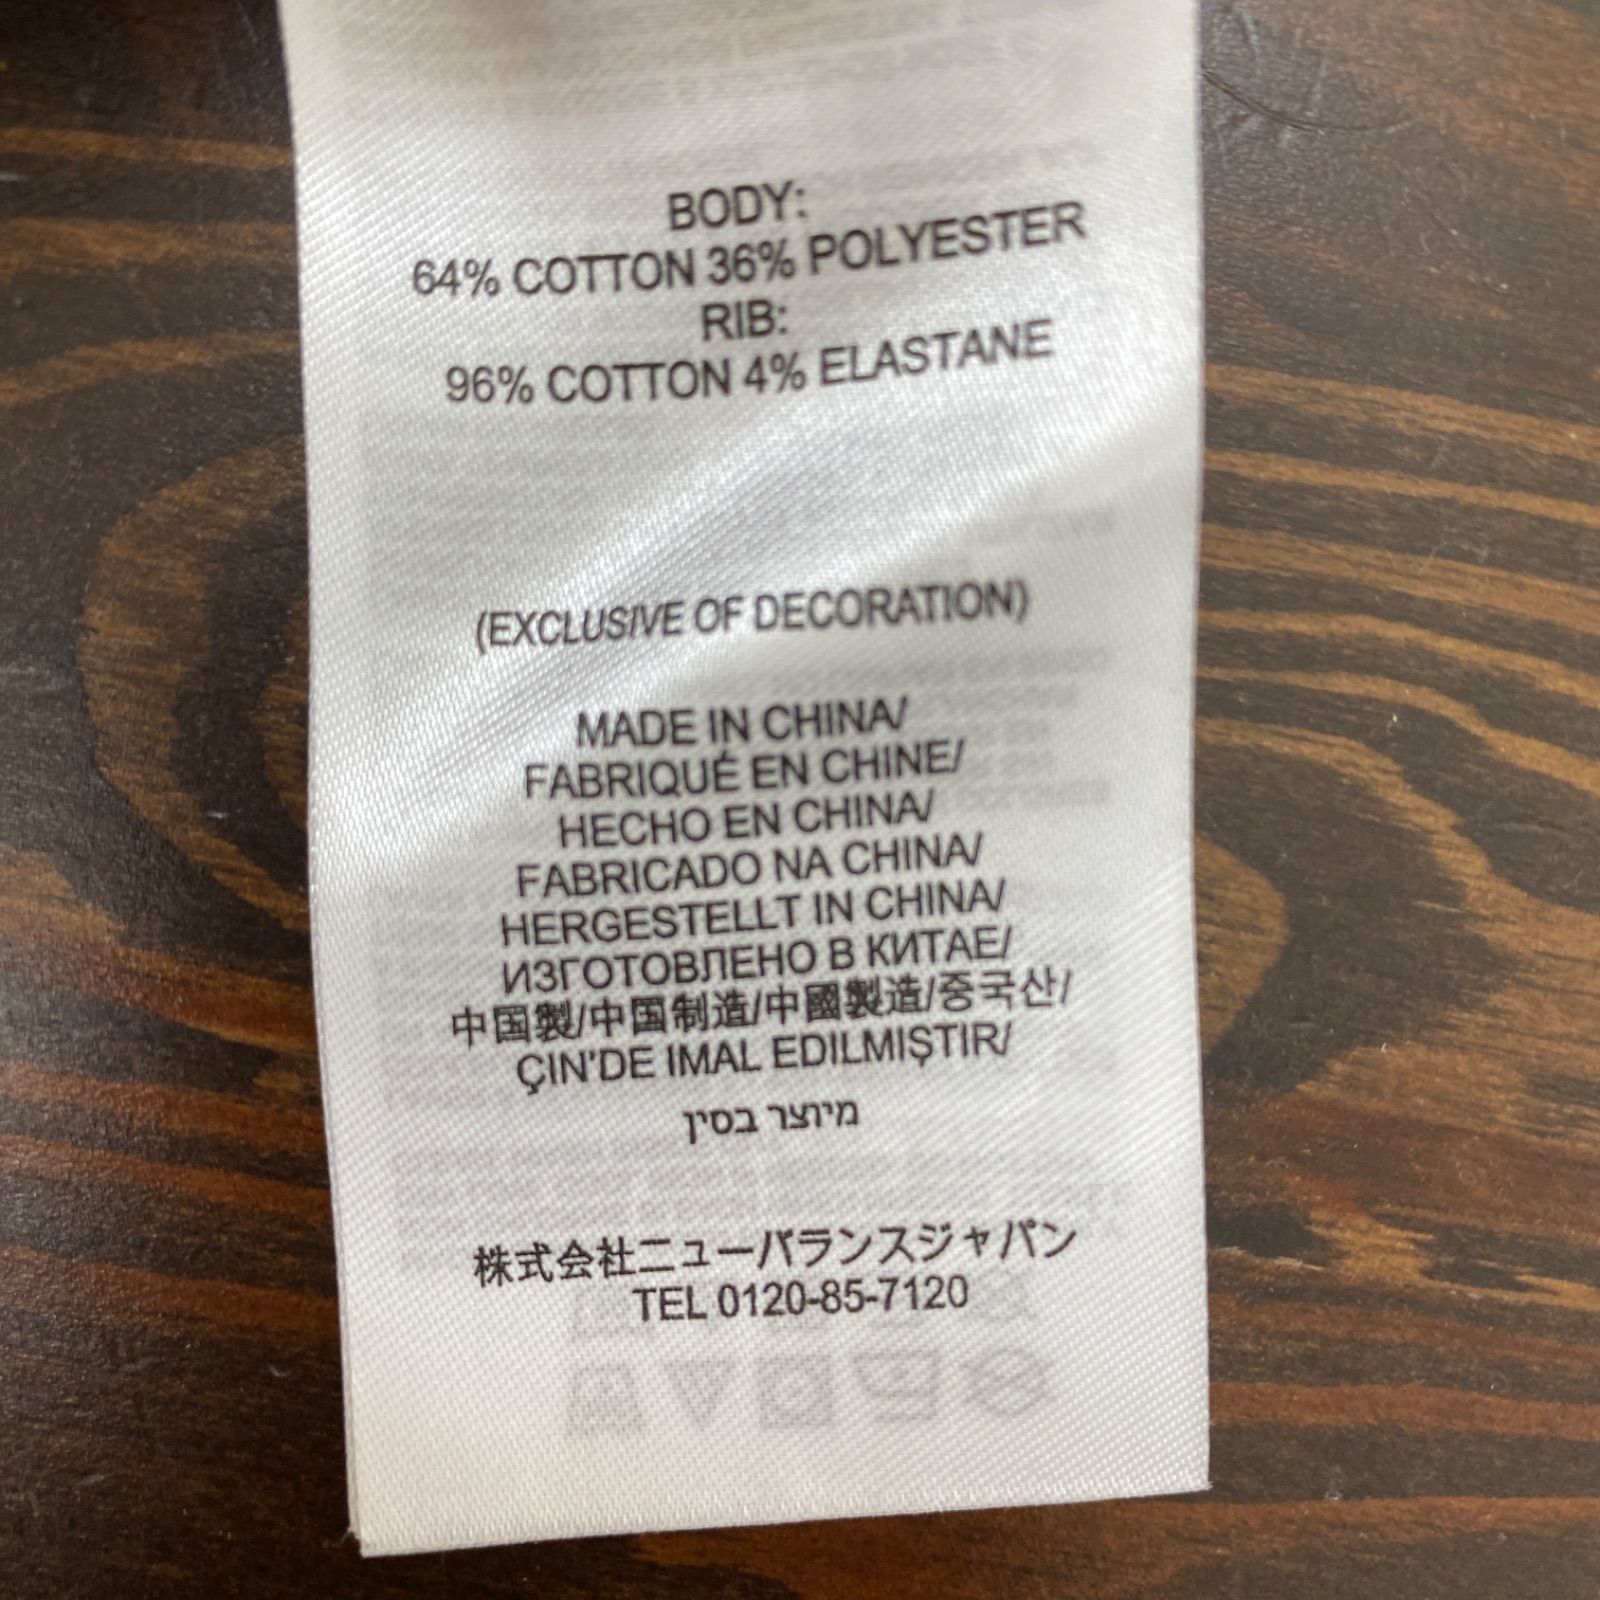 BODY:
64% COTTON 36% POLYESTER
RIB:
96% COTTON 4% ELASTANE
(EXCLUSIVE OF DECORATION)
MADE IN CHINA/
FABRIQUÉ EN CHINE/
HECHO EN CHINA/
FABRICADO NA CHINA/
HERGESTELLT IN CHINA/
ИЗГОТОВЛЕНО В КИТАЕ/
中国製/中国制造/中國製造/중국산/
ÇIN'DE IMAL EDILMIŞTIR/
מיוצר בסין
株式会社ニューバランスジャパン
TEL 0120-85-7120